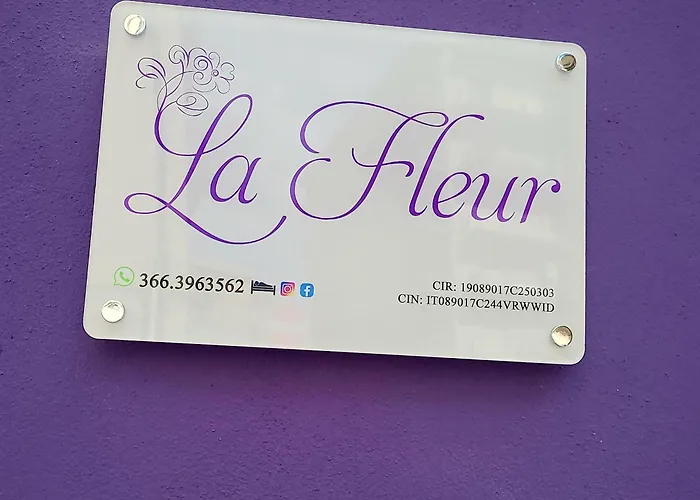 La Fleur
366.3963562
CIR: 19089017C250303
CIN: IT089017C244VRWWID